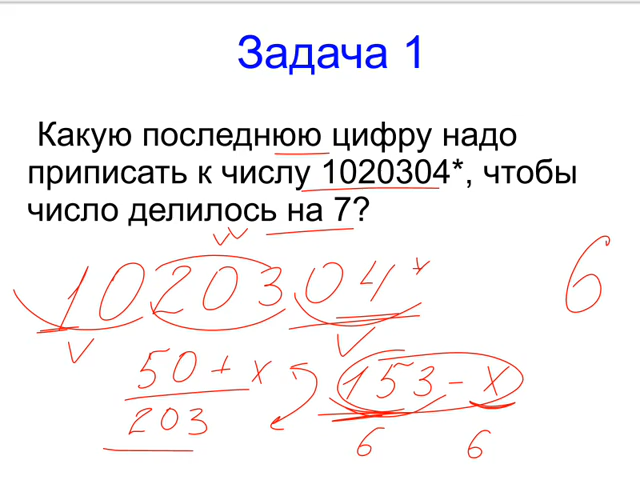 Задача 1
Какую последнюю цифру надо
приписать к числу 1020304*, чтобы
число делилось на 7?
1020304*
6
50+x
153-x
203
6 6